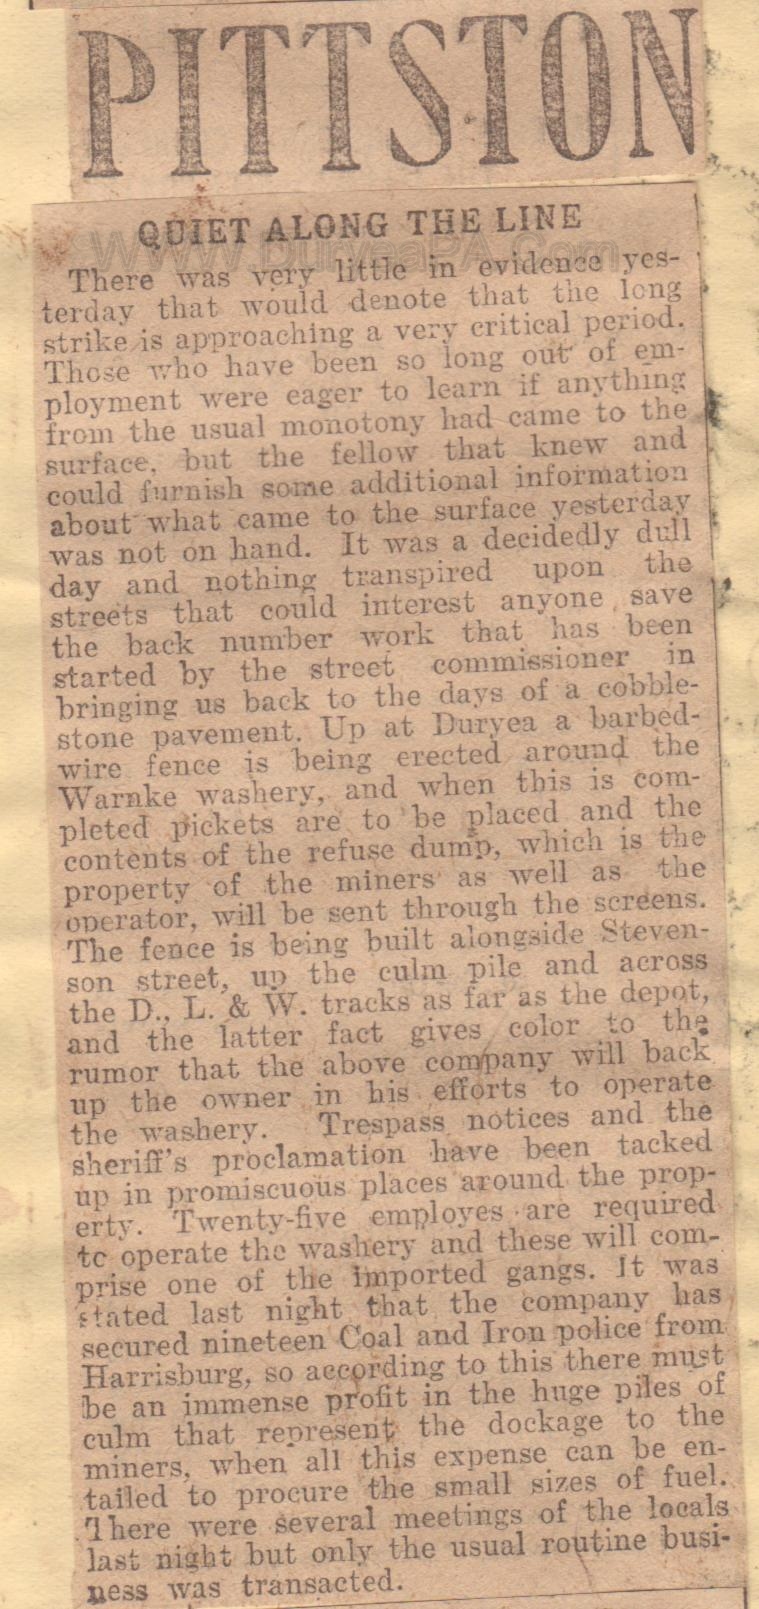 PITTSTON
QUIET ALONG THE LINE
www.DuryeaPA.Com
There was very little in evidence yes-
terday that would denote that the long
strike is approaching a very critical period.
Those who have been so long out of em-
ployment were eager to learn if anything
from the usual monotony had came to the
surface, but the fellow that knew and
could furnish some additional information
about what came to the surface yesterday
was not on hand. It was a decidedly dull
day and nothing transpired upon the
streets that could interest anyone save
the back number work that has been
started by the street commissioner in
bringing us back to the days of a cobble-
stone pavement. Up at Duryea a barbed-
wire fence is being erected around the
Warnke washery, and when this is com-
pleted pickets are to be placed and the
contents of the refuse dump, which is the
property of the miners as well as the
operator, will be sent through the screens.
The fence is being built alongside Steven-
son street, up the culm pile and across
the D., L. & W. tracks as far as the depot,
and the latter fact gives color to the
rumor that the above company will back
up the owner in his efforts to operate
the washery. Trespass notices and the
sheriff's proclamation have been tacked
up in promiscuous places around the prop-
erty. Twenty-five employes are required
to operate the washery and these will com-
prise one of the imported gangs. It was
stated last night that the company has
secured nineteen Coal and Iron police from
Harrisburg, so according to this there must
be an immense profit in the huge piles of
culm that represent the dockage to the
miners, when all this expense can be en-
tailed to procure the small sizes of fuel.
There were several meetings of the locals
last night but only the usual routine busi-
ness was transacted.